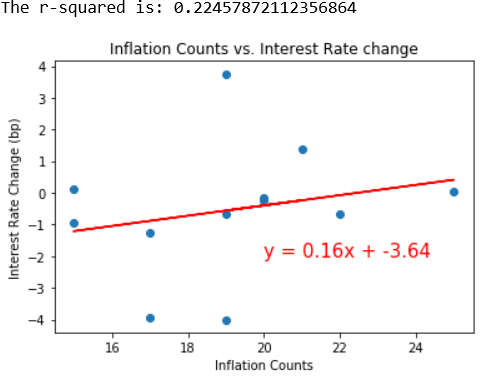 The r-squared is: 0.22457872112356864
Inflation Counts vs. Interest Rate change
4
3
2
1
0
−1
−2
−3
−4
Interest Rate Change (bp)
y = 0.16x + -3.64
16
18
20
22
24
Inflation Counts